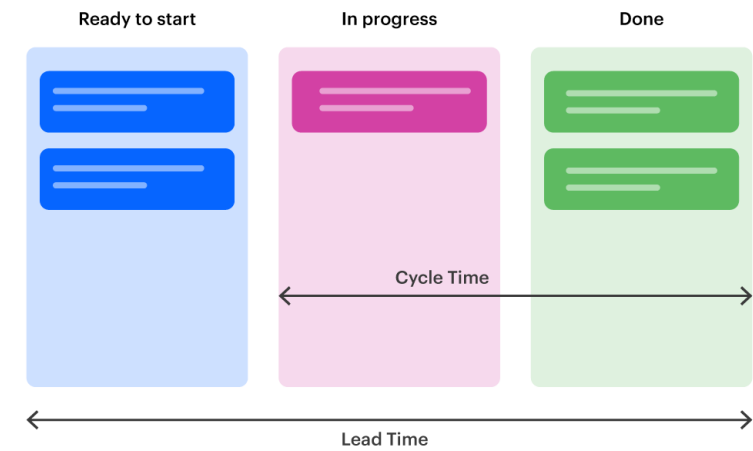 Ready to start
In progress
Done
Cycle Time
Lead Time